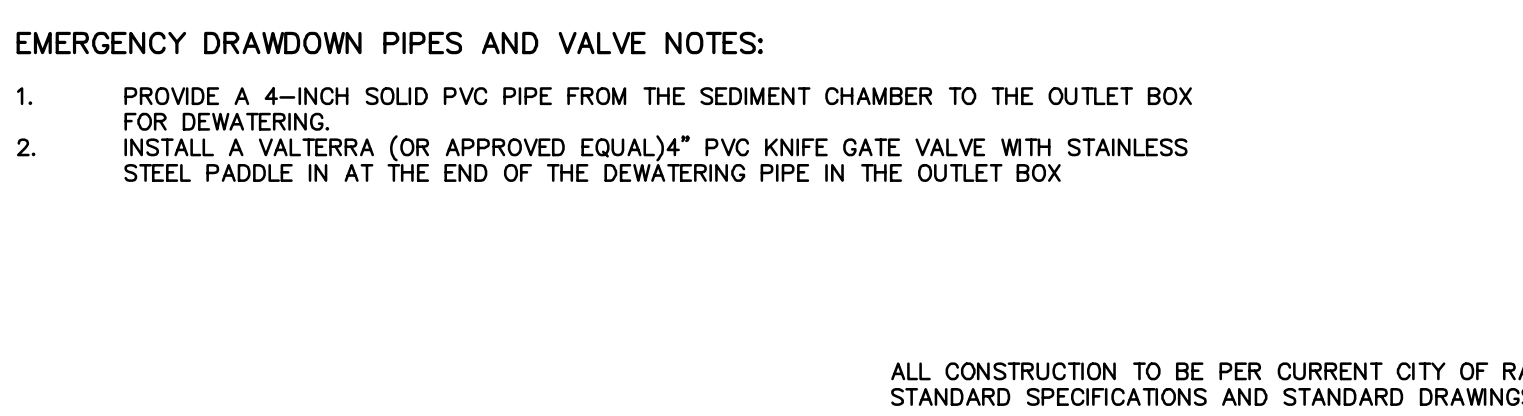 EMERGENCY DRAWDOWN PIPES AND VALVE NOTES:
1. PROVIDE A 4-INCH SOLID PVC PIPE FROM THE SEDIMENT CHAMBER TO THE OUTLET BOX
FOR DEWATERING.
2. INSTALL A VALTERRA (OR APPROVED EQUAL)4" PVC KNIFE GATE VALVE WITH STAINLESS
STEEL PADDLE IN AT THE END OF THE DEWATERING PIPE IN THE OUTLET BOX
ALL CONSTRUCTION TO BE PER CURRENT CITY OF
STANDARD SPECIFICATIONS AND STANDARD DRAWINGS